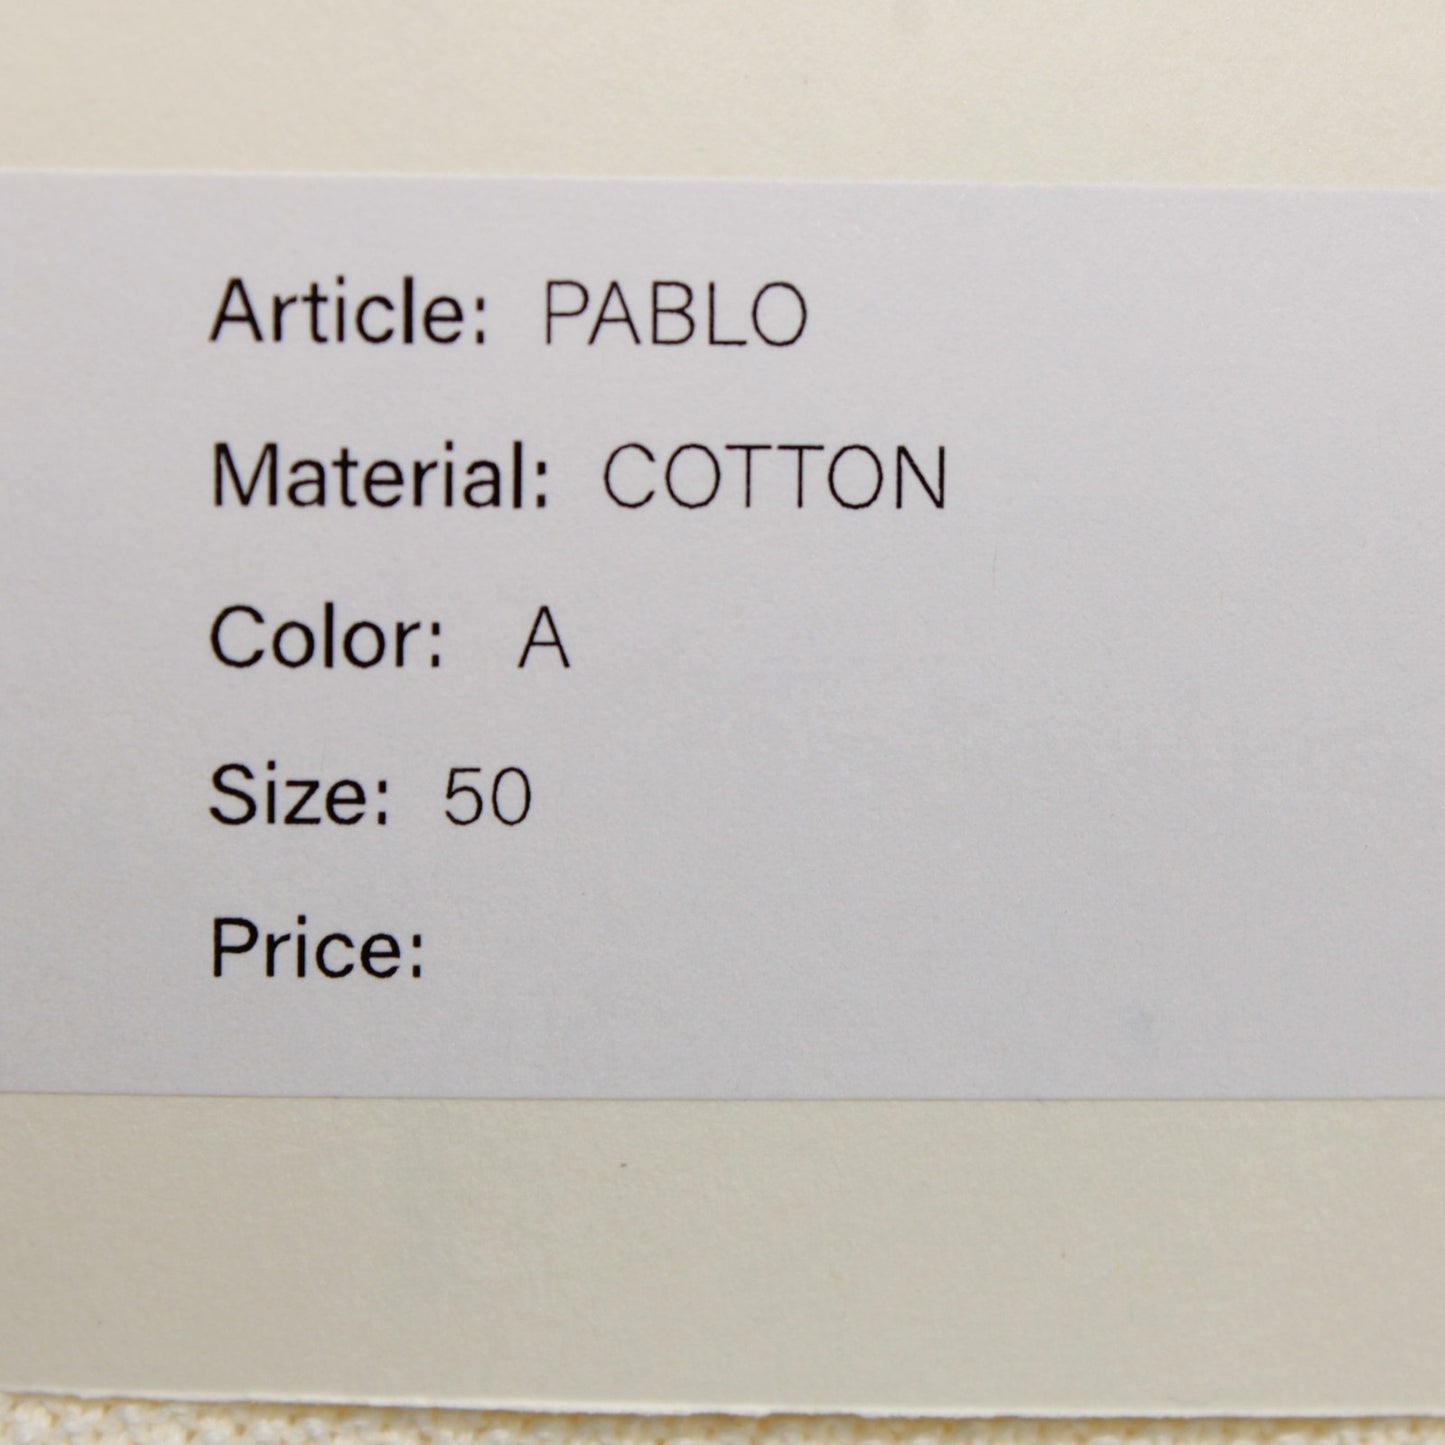 Article: PABLO
Material: COTTON
Color: A
Size: 50
Price: